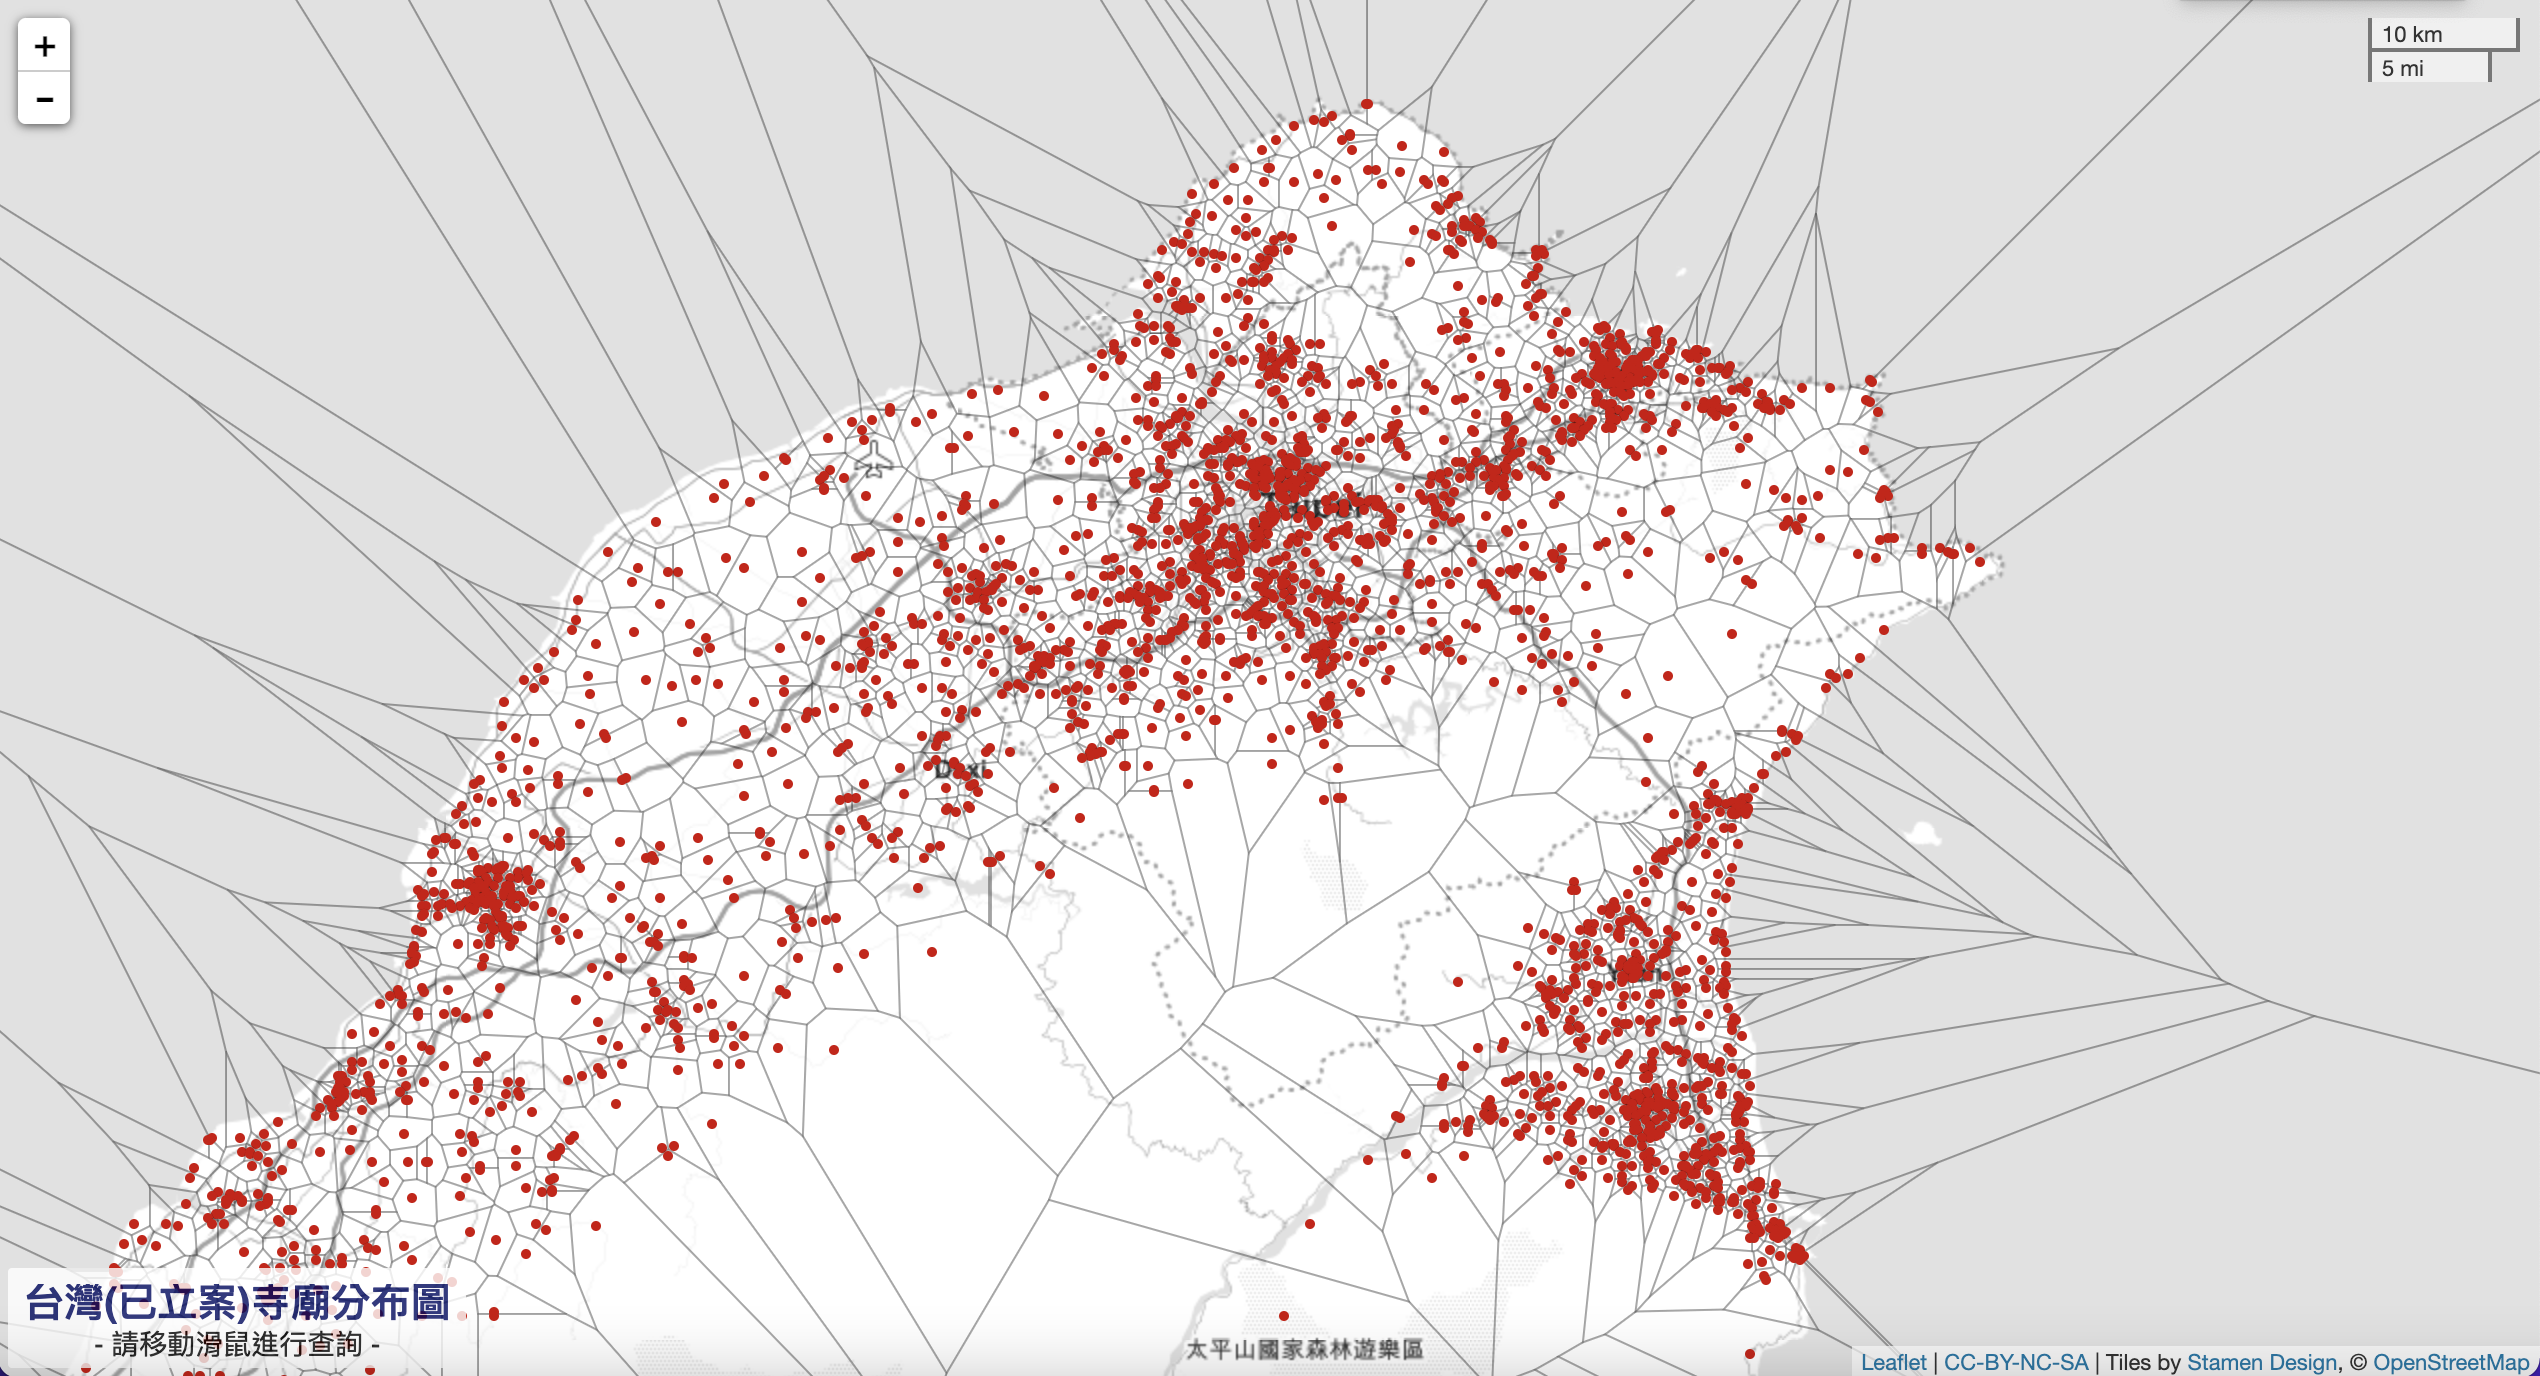 +
−
10 km
5 mi
台灣(已立案)寺廟分布圖
- 請移動滑鼠進行查詢 -
太平山國家森林遊樂區
Leaflet | CC-BY-NC-SA | Tiles by Stamen Design, © OpenStreetMap